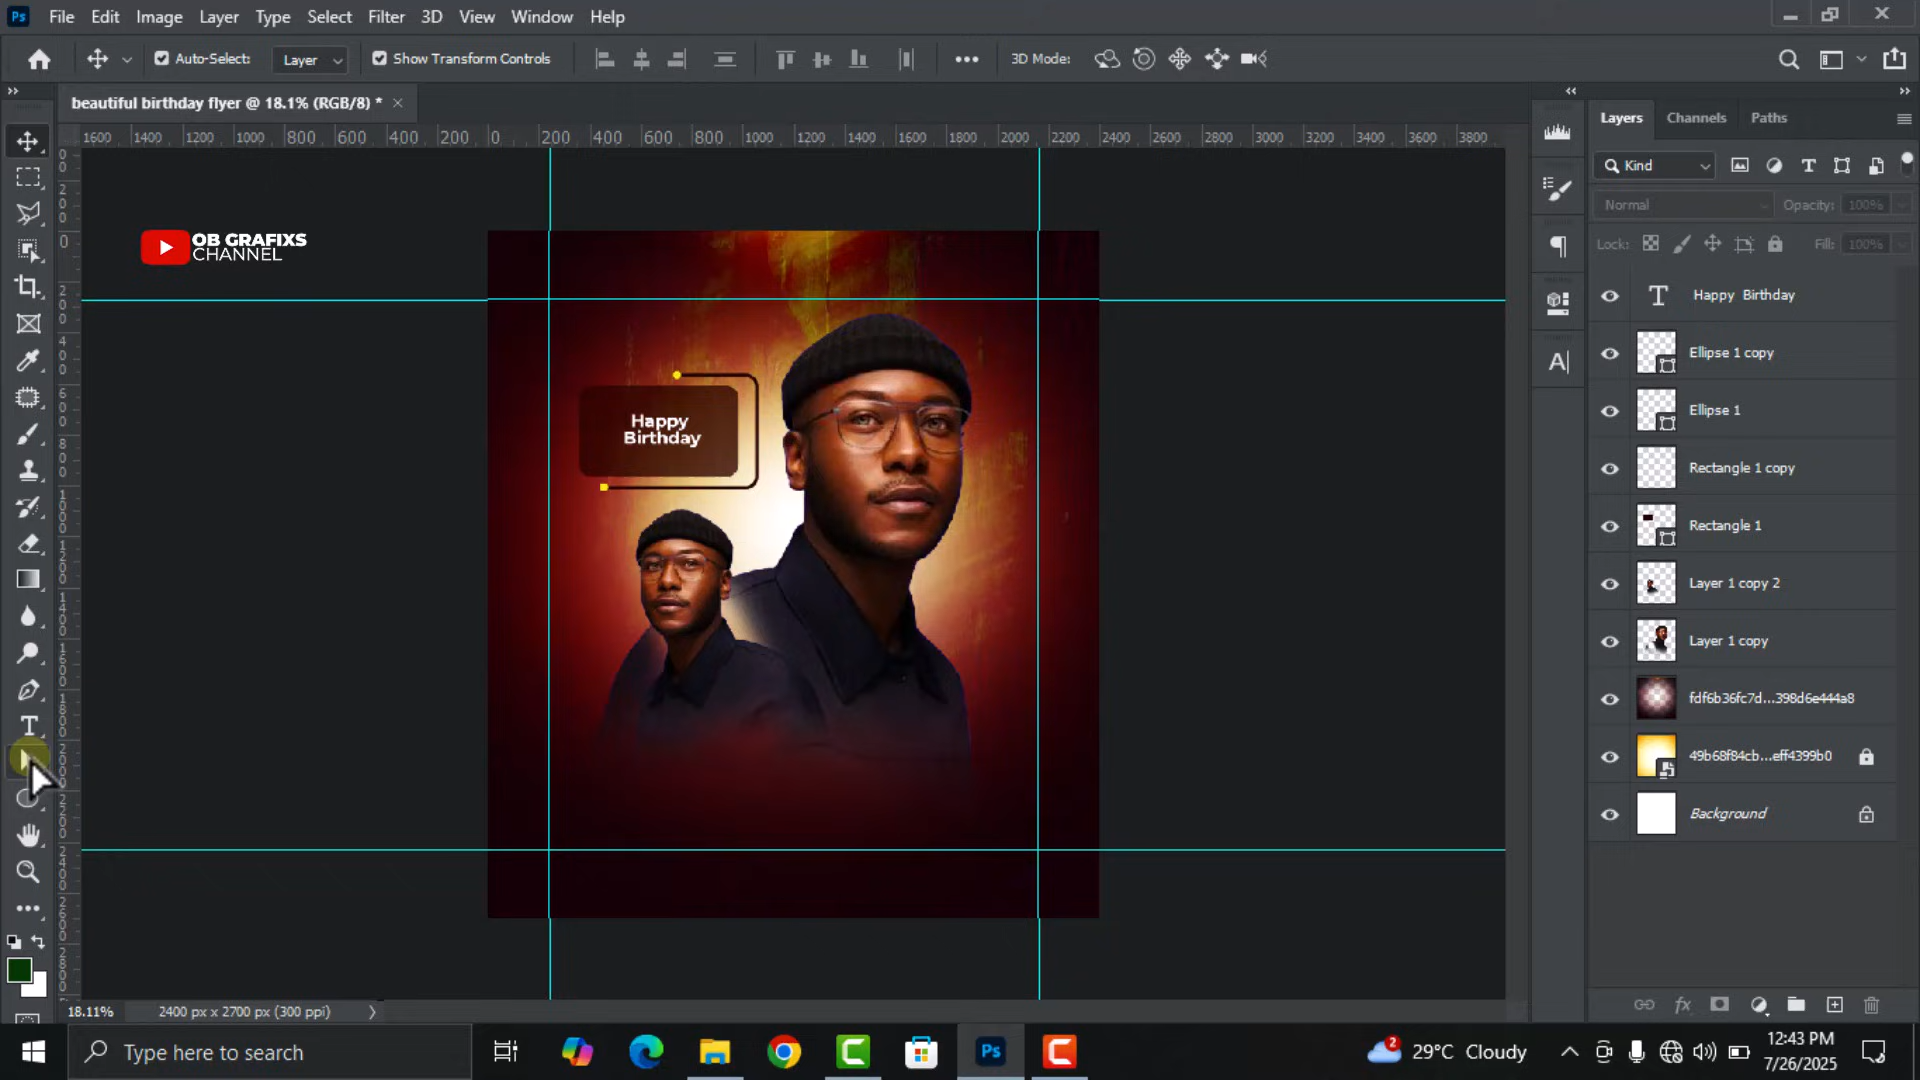 Ps File Edit Image Layer Type Select Filter 3D View Window Help
Auto-Select: Layer Show Transform Controls 3D Mode:
beautiful birthday flyer @ 18.1% (RGB/8) *
1600 1400 1200 1000 800 600 400 200 0 200 400 600 800 1000 1200 1400 1600 1800 2000 2200 2400 2600 2800 3000 3200 3400 3600 3800
OB GRAFIXS
CHANNEL
Happy
Birthday
Layers Channels Paths
Kind
Normal Opacity: 100%
Lock: Fill: 100%
Happy Birthday
Ellipse 1 copy
Ellipse 1
Rectangle 1 copy
Rectangle 1
Layer 1 copy 2
Layer 1 copy
fdf6b36fc7d...398d6e444a8
49b68f84cb...eff4399b0
Background
18.11% 2400 px x 2700 px (300 ppi)
Type here to search
Ps
2
29°C Cloudy
12:43 PM
7/26/2025